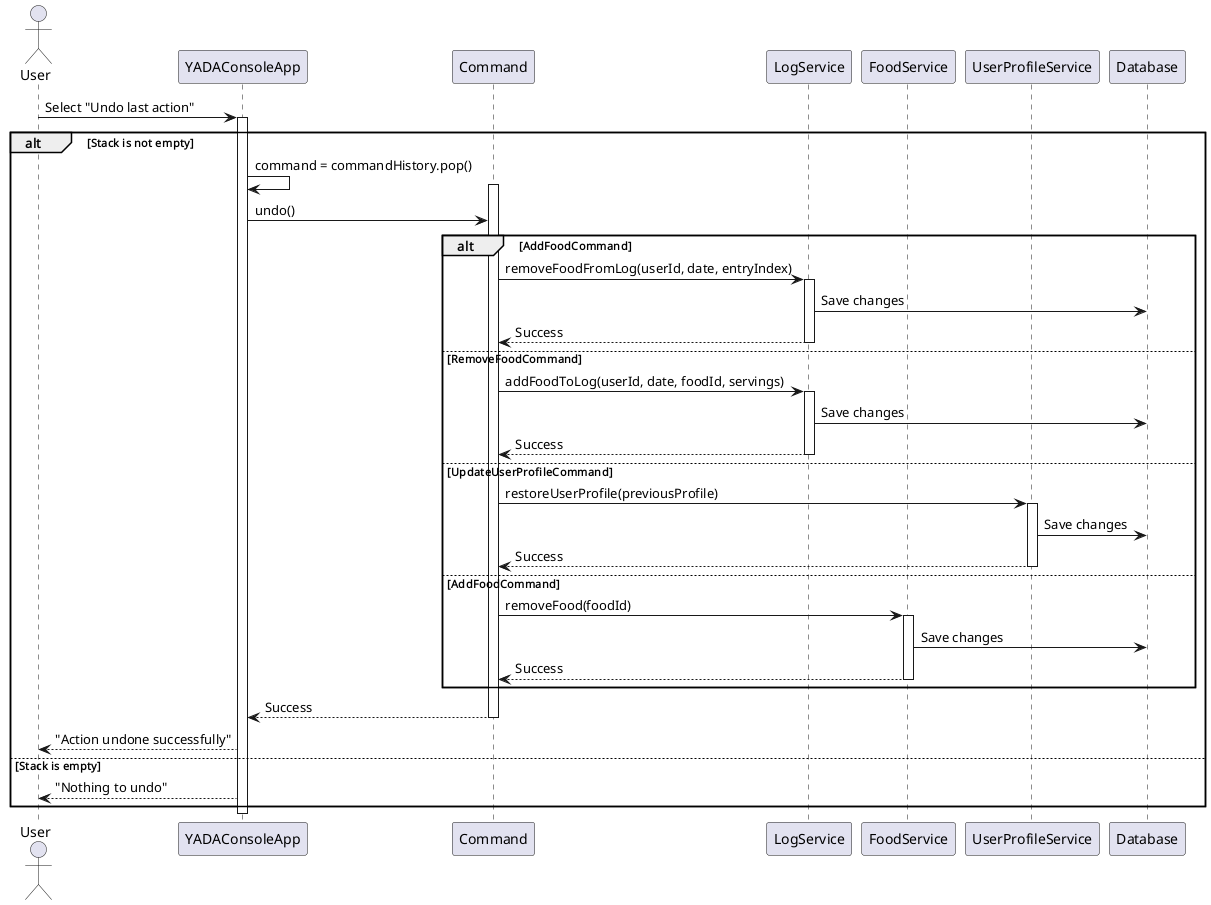 User
YADAConsoleApp
Command
LogService
FoodService
UserProfileService
Database
Select "Undo last action"
alt
[Stack is not empty]
command = commandHistory.pop()
undo()
alt
[AddFoodCommand]
removeFoodFromLog(userId, date, entryIndex)
Save changes
Success
[RemoveFoodCommand]
addFoodToLog(userId, date, foodId, servings)
Save changes
Success
[UpdateUserProfileCommand]
restoreUserProfile(previousProfile)
Save changes
Success
[AddFoodCommand]
removeFood(foodId)
Save changes
Success
Success
"Action undone successfully"
[Stack is empty]
"Nothing to undo"
User
YADAConsoleApp
Command
LogService
FoodService
UserProfileService
Database